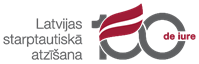 Latvijas
starptautiskā
atzīšana
100
de iure